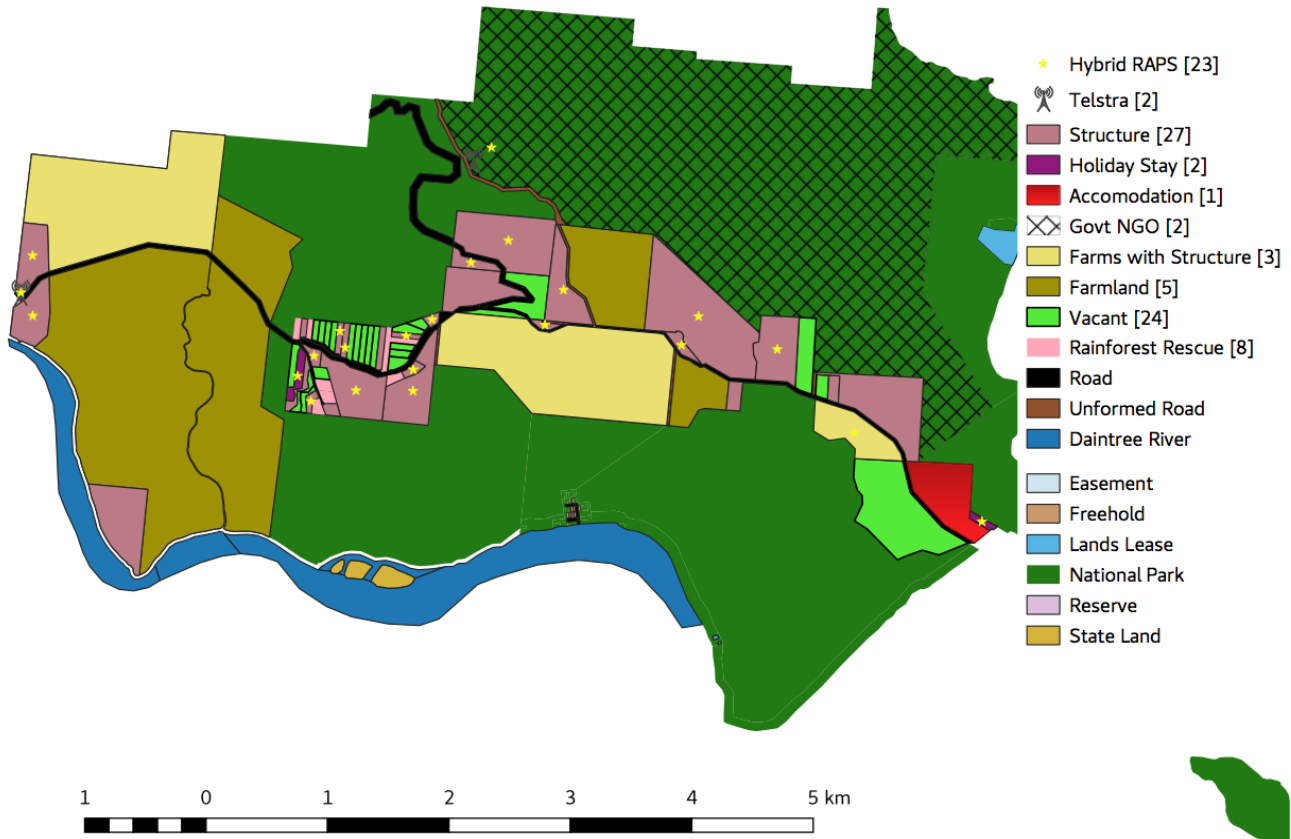 Hybrid RAPS [23]
Telstra [2]
Structure [27]
Holiday Stay [2]
Accomodation [1]
Govt NGO [2]
Farms with Structure [3]
Farmland [5]
Vacant [24]
Rainforest Rescue [8]
Road
Unformed Road
Daintree River
Easement
Freehold
Lands Lease
National Park
Reserve
State Land
1 0 1 2 3 4 5 km